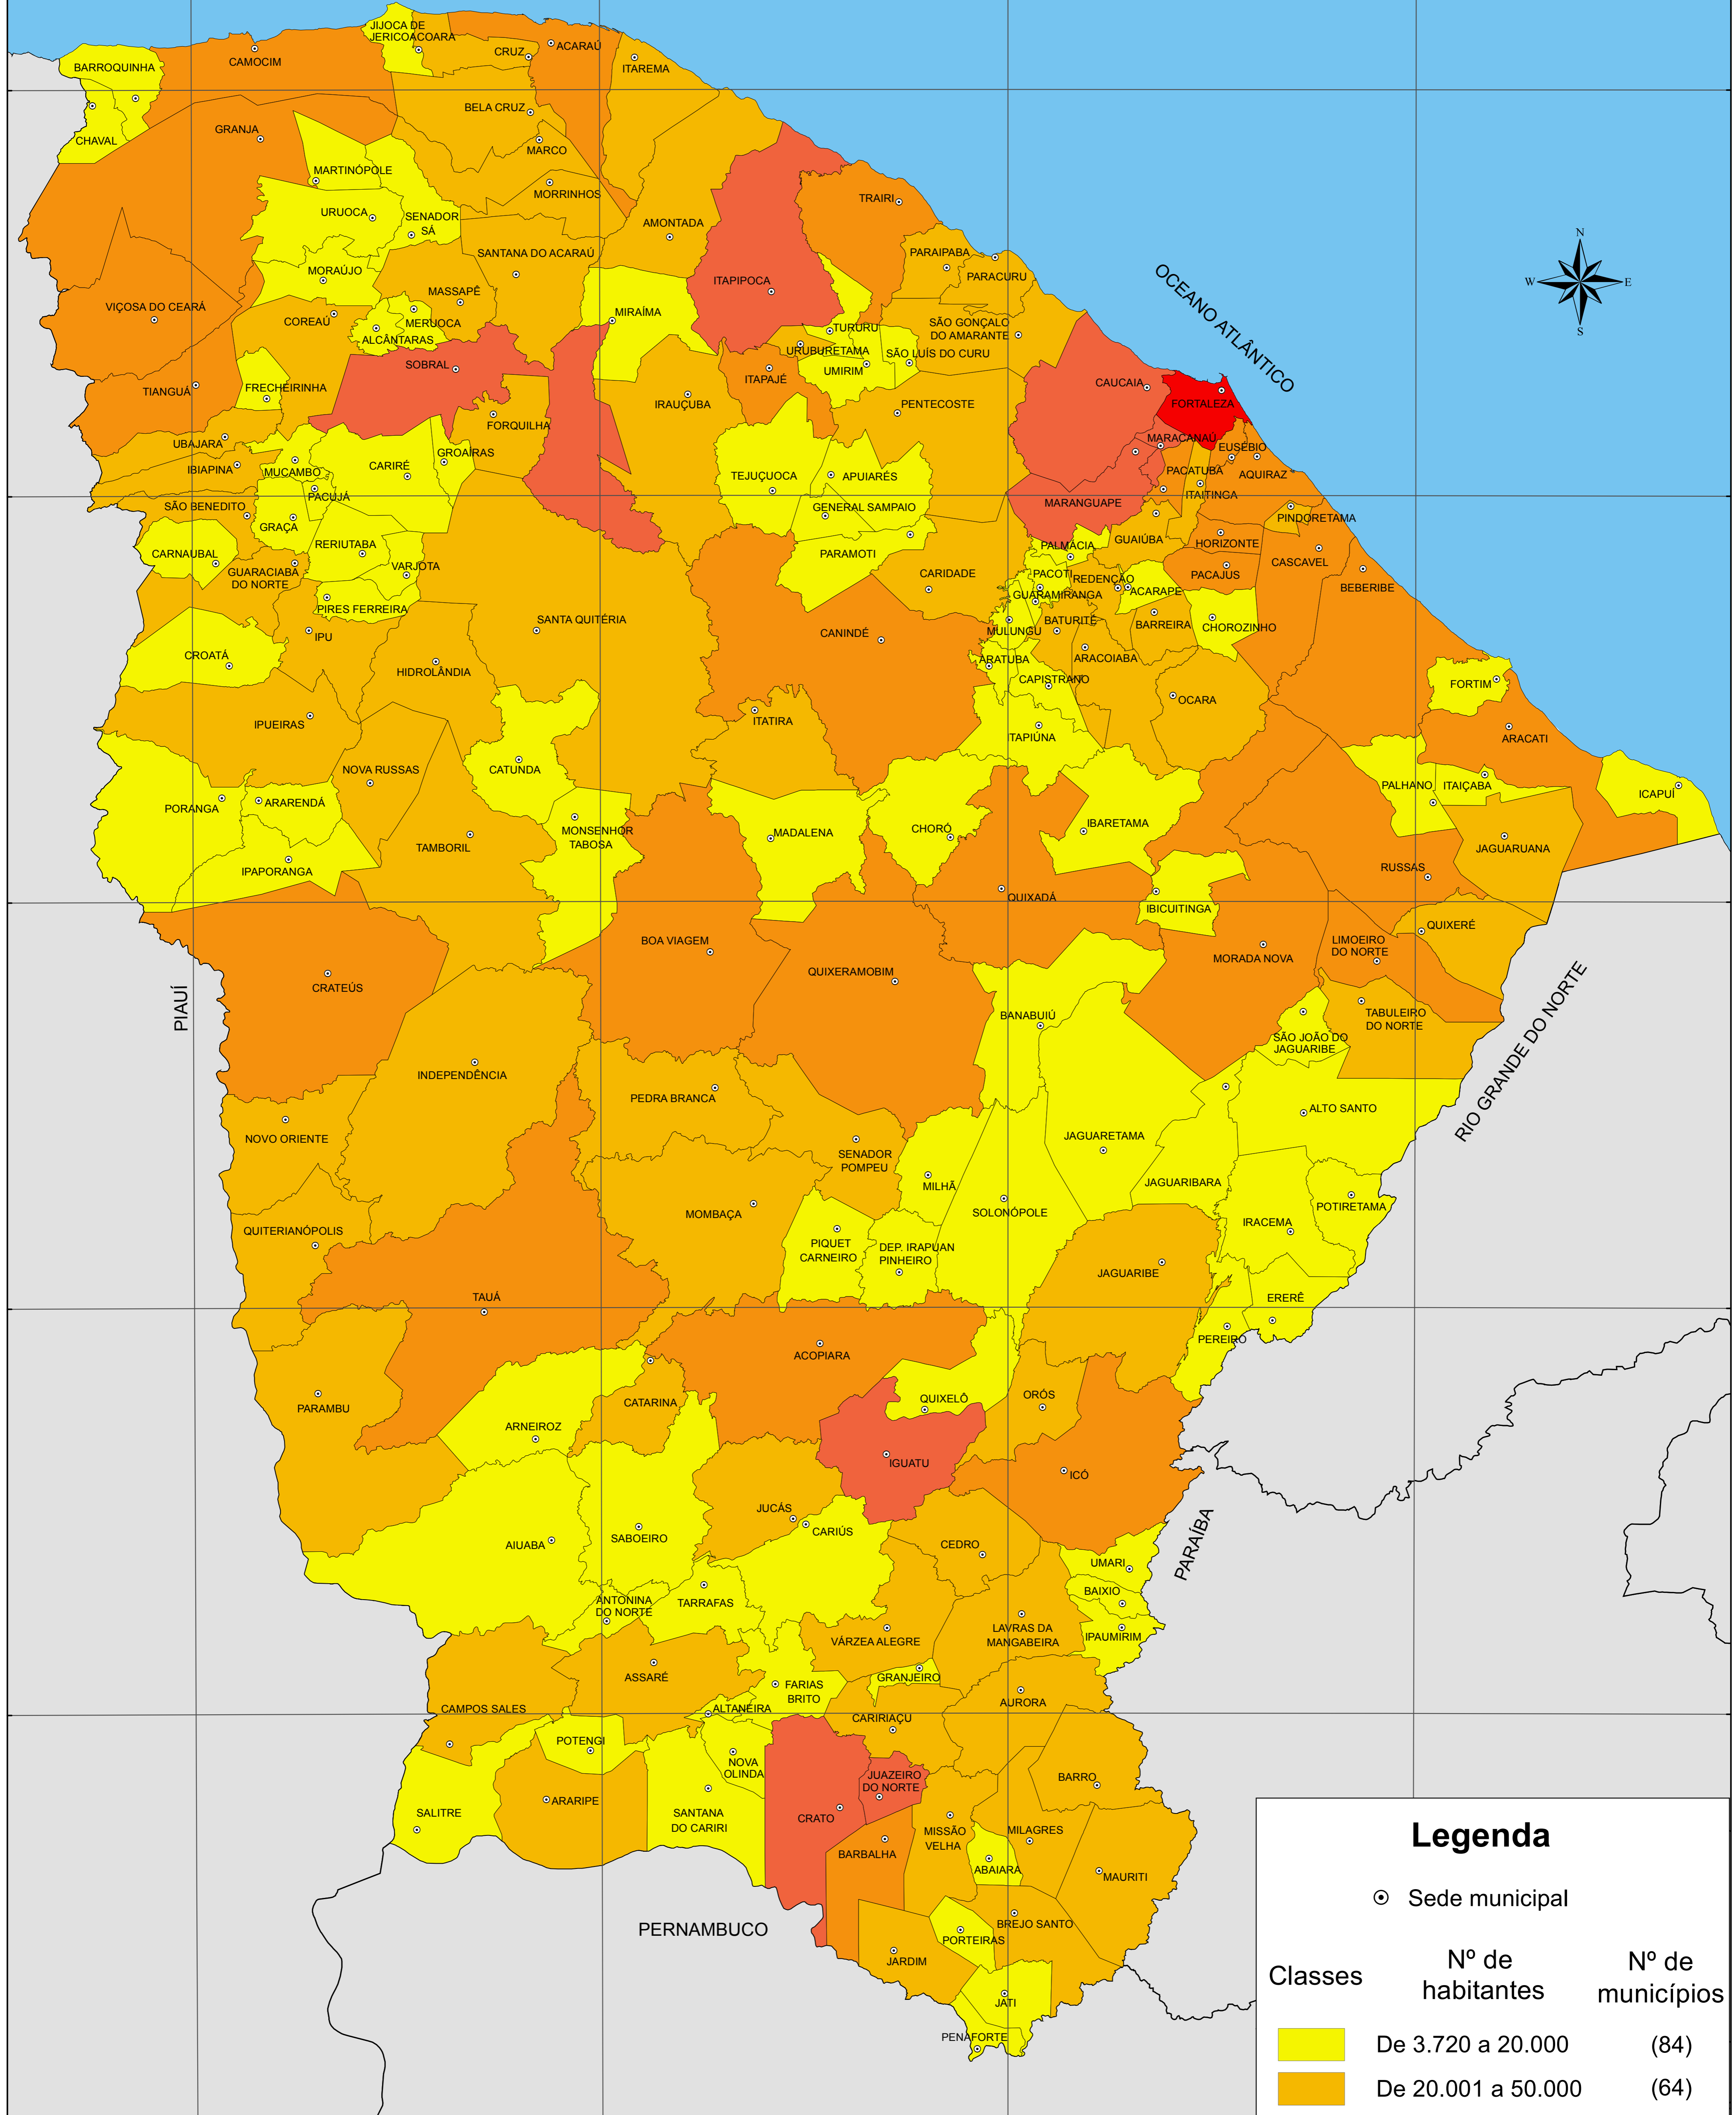 JIJOCA DE
JERICOACOARA
CRUZ
ACARAÚ
ITAREMA
BARROQUINHA
CAMOCIM
BELA CRUZ
CHAVAL
GRANJA
MARCO
MARTINÓPOLE
MORRINHOS
TRAIRI
URUOCA
SENADOR
SÁ
AMONTADA
N
W
E
S
SANTANA DO ACARAÚ
PARAIPABA
PARACURU
OCEANO ATLÂNTICO
MORAÚJO
ITAPIPOCA
MASSAPÊ
VIÇOSA DO CEARÁ
COREAÚ
MERUOCA
MIRAÍMA
ALCÂNTARAS
TURURU
SÃO GONÇALO
DO AMARANTE
URUBURETAMA
SÃO LUÍS DO CURU
SOBRAL
UMIRIM
ITAPAJÉ
CAUCAIA
TIANGUÁ
FRECHEIRINHA
IRAUÇUBA
PENTECOSTE
FORTALEZA
FORQUILHA
UBAJARA
MARACANAÚ
EUSÉBIO
GROAÍRAS
IBIAPINA
MUCAMBO
CARIRÉ
PACATUBA
AQUIRAZ
TEJUÇUOCA
APUIARÉS
PACUJÁ
ITAITINGA
MARANGUAPE
SÃO BENEDITO
GENERAL SAMPAIO
PINDORETAMA
GRAÇA
GUAIÚBA
HORIZONTE
RERIUTABA
PALMÁCIA
CARNAUBAL
PARAMOTI
CASCAVEL
VARJOTA
GUARACIABA
DO NORTE
CARIDADE
PACOTI
REDENÇÃO
PACAJUS
BEBERIBE
ACARAPE
GUARAMIRANGA
PIRES FERREIRA
SANTA QUITÉRIA
BATURITÉ
BARREIRA
CHOROZINHO
IPU
CANINDÉ
MULUNGU
CROATÁ
ARATUBA
ARACOIABA
HIDROLÂNDIA
CAPISTRANO
FORTIM
OCARA
IPUEIRAS
ITATIRA
ITAPIÚNA
ARACATI
NOVA RUSSAS
CATUNDA
PALHANO
ITAIÇABA
ICAPUÍ
PORANGA
ARARENDÁ
MONSENHOR
TABOSA
MADALENA
CHORÓ
IBARETAMA
TAMBORIL
JAGUARUANA
IPAPORANGA
RUSSAS
QUIXADÁ
IBICUITINGA
QUIXERÉ
BOA VIAGEM
LIMOEIRO
DO NORTE
MORADA NOVA
QUIXERAMOBIM
CRATEÚS
PIAUÍ
BANABUIÚ
TABULEIRO
DO NORTE
SÃO JOÃO DO
JAGUARIBE
RIO GRANDE DO NORTE
INDEPENDÊNCIA
PEDRA BRANCA
ALTO SANTO
NOVO ORIENTE
JAGUARETAMA
SENADOR
POMPEU
MILHÃ
JAGUARIBARA
POTIRETAMA
MOMBAÇA
SOLONÓPOLE
IRACEMA
QUITERIANÓPOLIS
PIQUET
CARNEIRO
DEP. IRAPUAN
PINHEIRO
JAGUARIBE
TAUÁ
ERERÊ
PEREIRO
ACOPIARA
ORÓS
PARAMBU
CATARINA
QUIXELÔ
ARNEIROZ
IGUATU
ICÓ
JUCÁS
CARIÚS
SABOEIRO
AIUABA
CEDRO
PARAÍBA
UMARI
BAIXIO
ANTONINA
DO NORTE
TARRAFAS
LAVRAS DA
MANGABEIRA
VÁRZEA ALEGRE
IPAUMIRIM
ASSARÉ
GRANJEIRO
FARIAS
BRITO
AURORA
CAMPOS SALES
ALTANEIRA
CARIRIAÇU
POTENGI
NOVA
OLINDA
JUAZEIRO
DO NORTE
BARRO
ARARIPE
SALITRE
SANTANA
DO CARIRI
CRATO
MISSÃO
VELHA
MILAGRES
BARBALHA
ABAIARA
MAURITI
BREJO SANTO
PERNAMBUCO
PORTEIRAS
JARDIM
JATI
PENAFORTE
Legenda
Sede municipal
Classes
Nº de
habitantes
Nº de
municípios
De 3.720 a 20.000 (84)
De 20.001 a 50.000 (64)